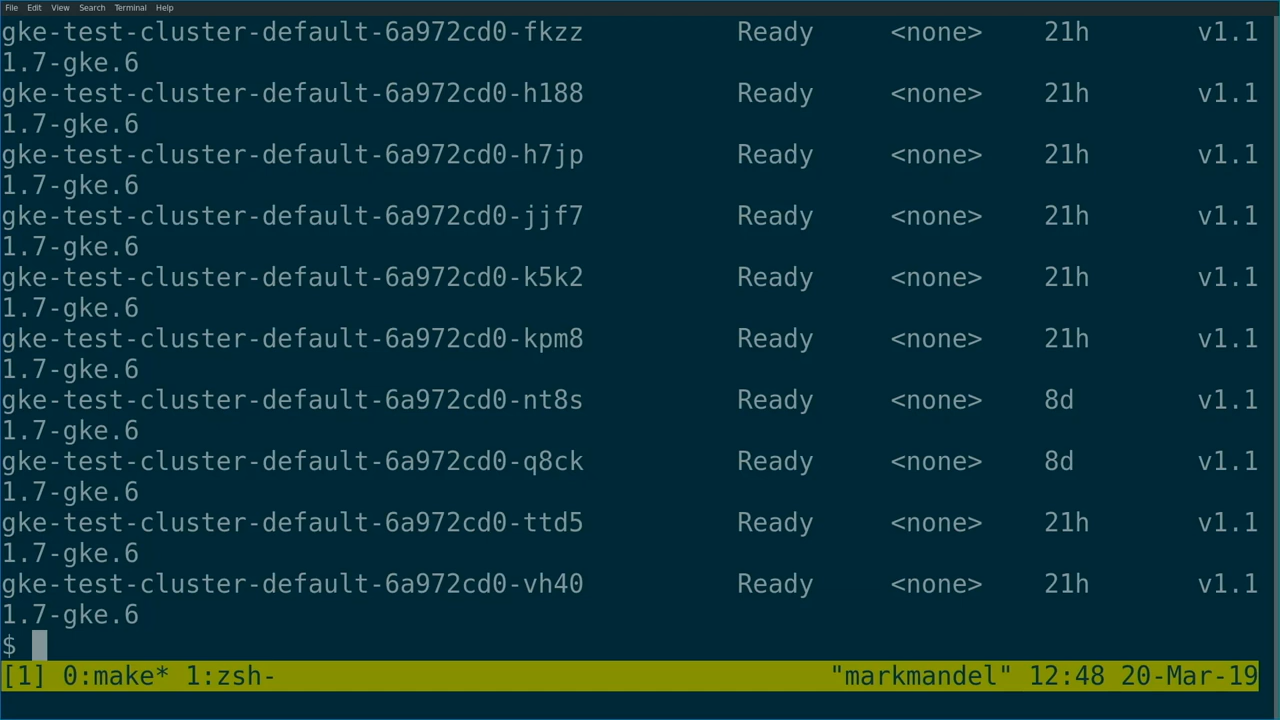 File Edit View Search Terminal Help
gke-test-cluster-default-6a972cd0-fkzz Ready <none> 21h v1.1
1.7-gke.6
gke-test-cluster-default-6a972cd0-h188 Ready <none> 21h v1.1
1.7-gke.6
gke-test-cluster-default-6a972cd0-h7jp Ready <none> 21h v1.1
1.7-gke.6
gke-test-cluster-default-6a972cd0-jjf7 Ready <none> 21h v1.1
1.7-gke.6
gke-test-cluster-default-6a972cd0-k5k2 Ready <none> 21h v1.1
1.7-gke.6
gke-test-cluster-default-6a972cd0-kpm8 Ready <none> 21h v1.1
1.7-gke.6
gke-test-cluster-default-6a972cd0-nt8s Ready <none> 8d v1.1
1.7-gke.6
gke-test-cluster-default-6a972cd0-q8ck Ready <none> 8d v1.1
1.7-gke.6
gke-test-cluster-default-6a972cd0-ttd5 Ready <none> 21h v1.1
1.7-gke.6
gke-test-cluster-default-6a972cd0-vh40 Ready <none> 21h v1.1
1.7-gke.6
$
[1] 0:make* 1:zsh- "markmandel" 12:48 20-Mar-19